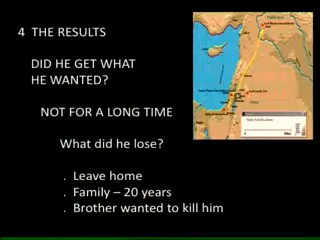 4 THE RESULTS
DID HE GET WHAT
HE WANTED?
NOT FOR A LONG TIME
What did he lose?
. Leave home
. Family – 20 years
. Brother wanted to kill him